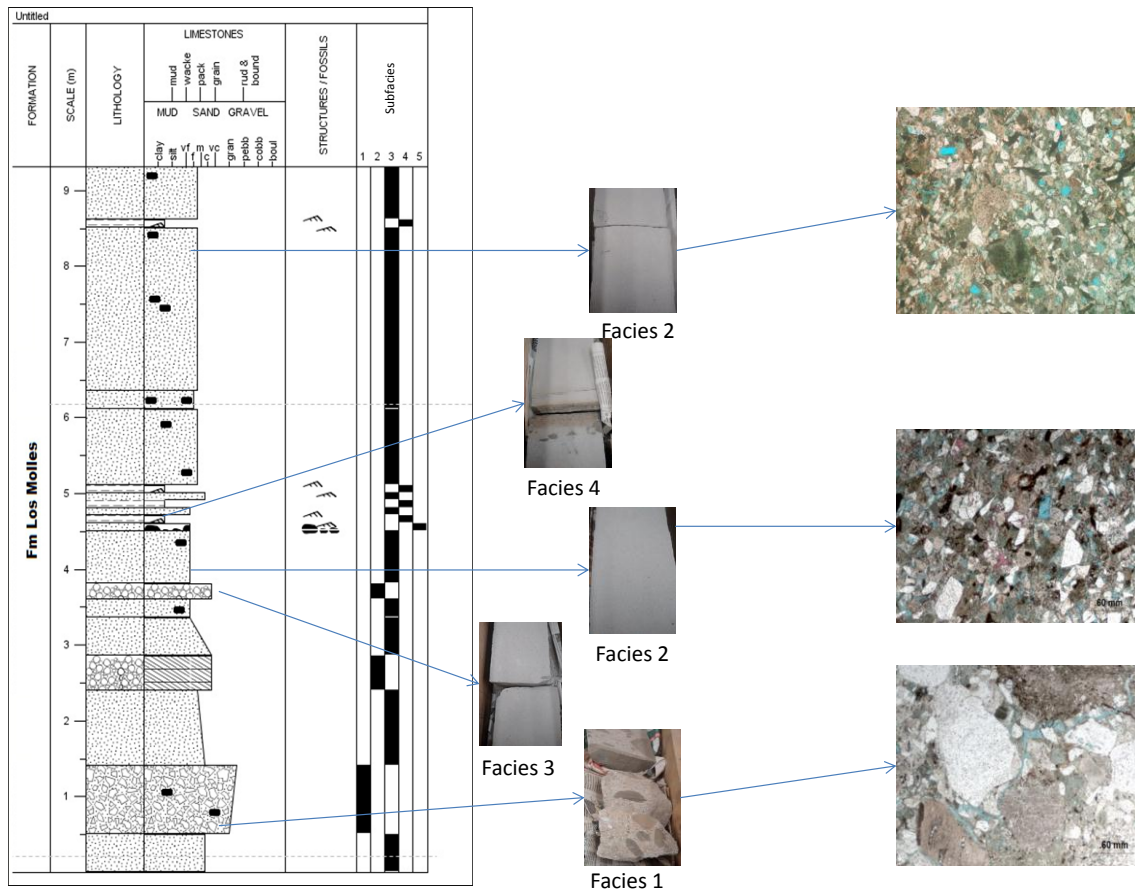 Untitled
FORMATION
SCALE (m)
LITHOLOGY
LIMESTONES
mud
wacke
pack
grain
rud & bound
MUD SAND GRAVEL
clay
silt
vf
f
m
c
vc
gran
pebb
cobb
boul
STRUCTURES / FOSSILS
Subfacies
1 2 3 4 5
Fm Los Molles
9
8
7
6
5
4
3
2
1
Facies 2
Facies 4
Facies 2
Facies 3
Facies 1
60 mm
60 mm